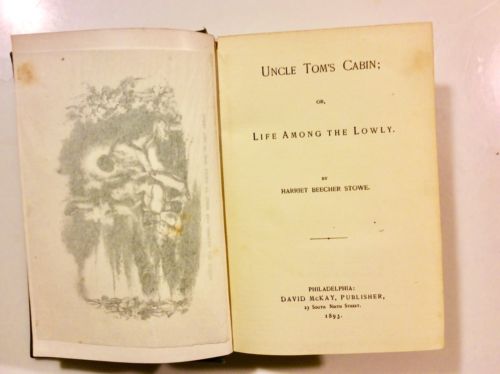 UNCLE TOM'S CABIN;
OR,
LIFE AMONG THE LOWLY.
BY
HARRIET BEECHER STOWE.
PHILADELPHIA:
DAVID McKAY, PUBLISHER,
23 SOUTH NINTH STREET.
1893.